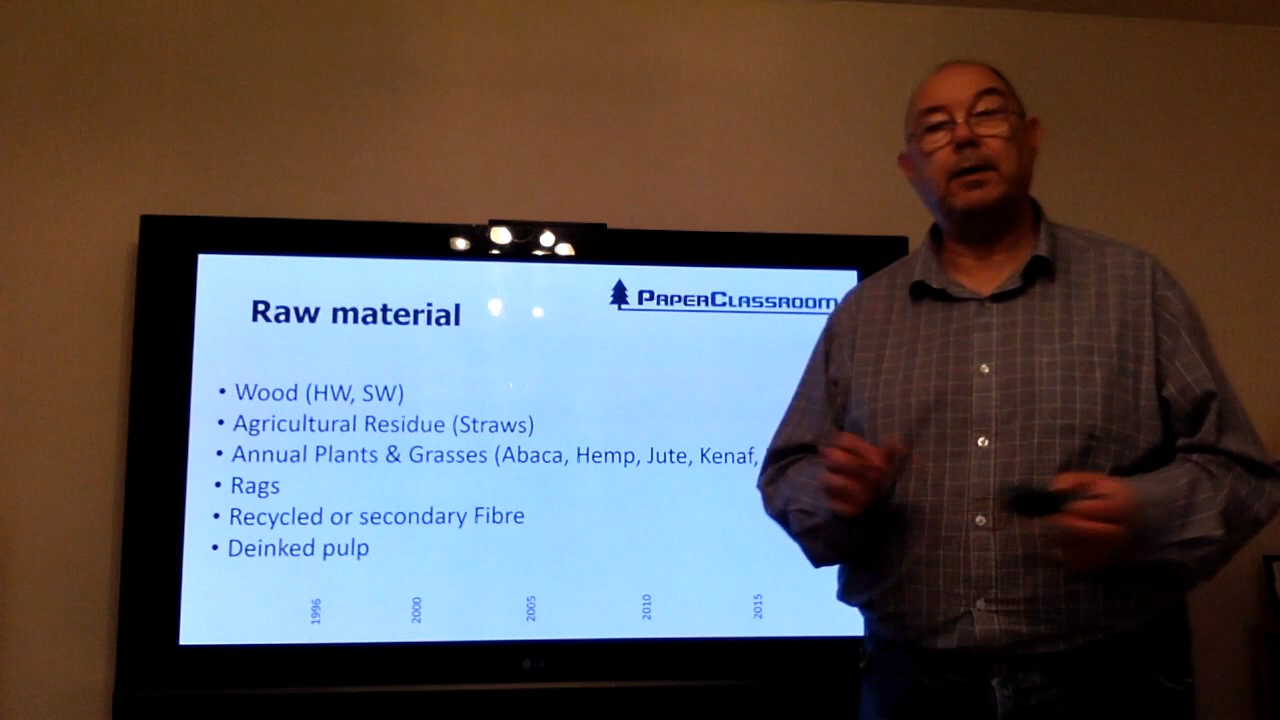 PAPERCLASSROOM
Raw material
• Wood (HW, SW)
• Agricultural Residue (Straws)
• Annual Plants & Grasses (Abaca, Hemp, Jute, Kenaf,
• Rags
• Recycled or secondary Fibre
• Deinked pulp
1996 2000 2005 2010 2015
LG